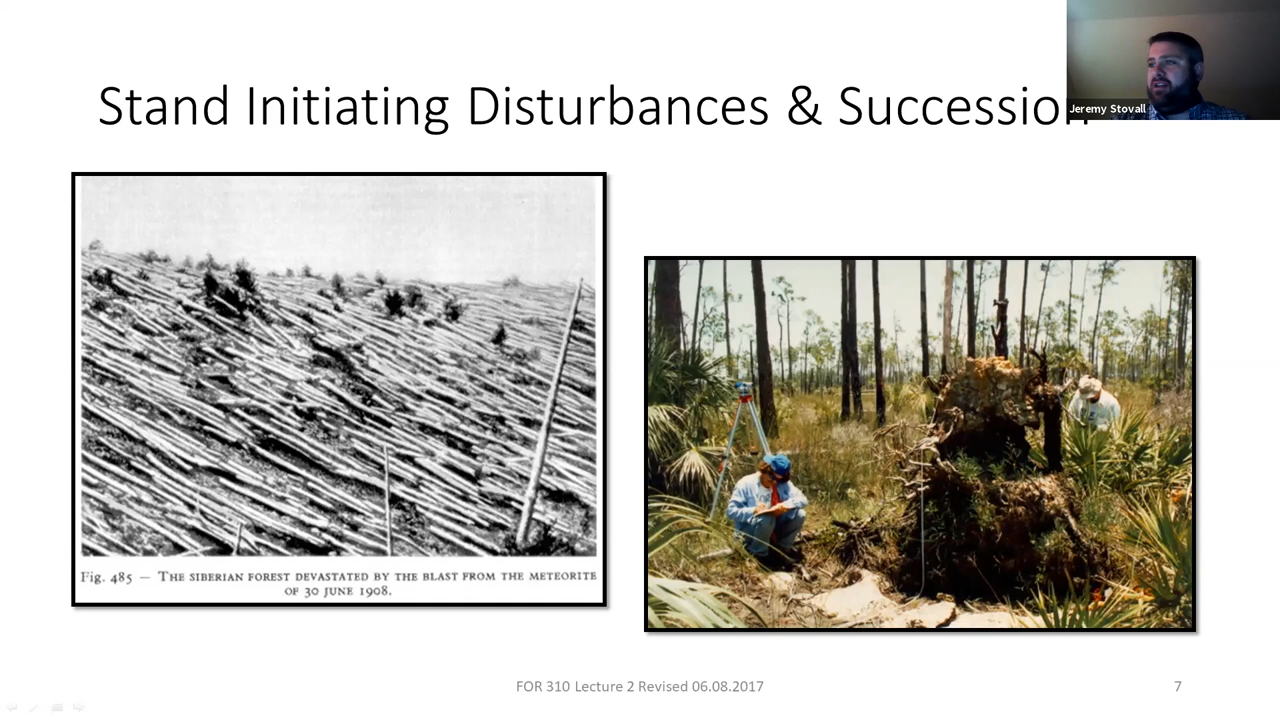 Stand Initiating Disturbances & Succession
Jeremy Stovall
Fig. 485 — THE SIBERIAN FOREST DEVASTATED BY THE BLAST FROM THE METEORITE
OF 30 JUNE 1908.
FOR 310 Lecture 2 Revised 06.08.2017
7